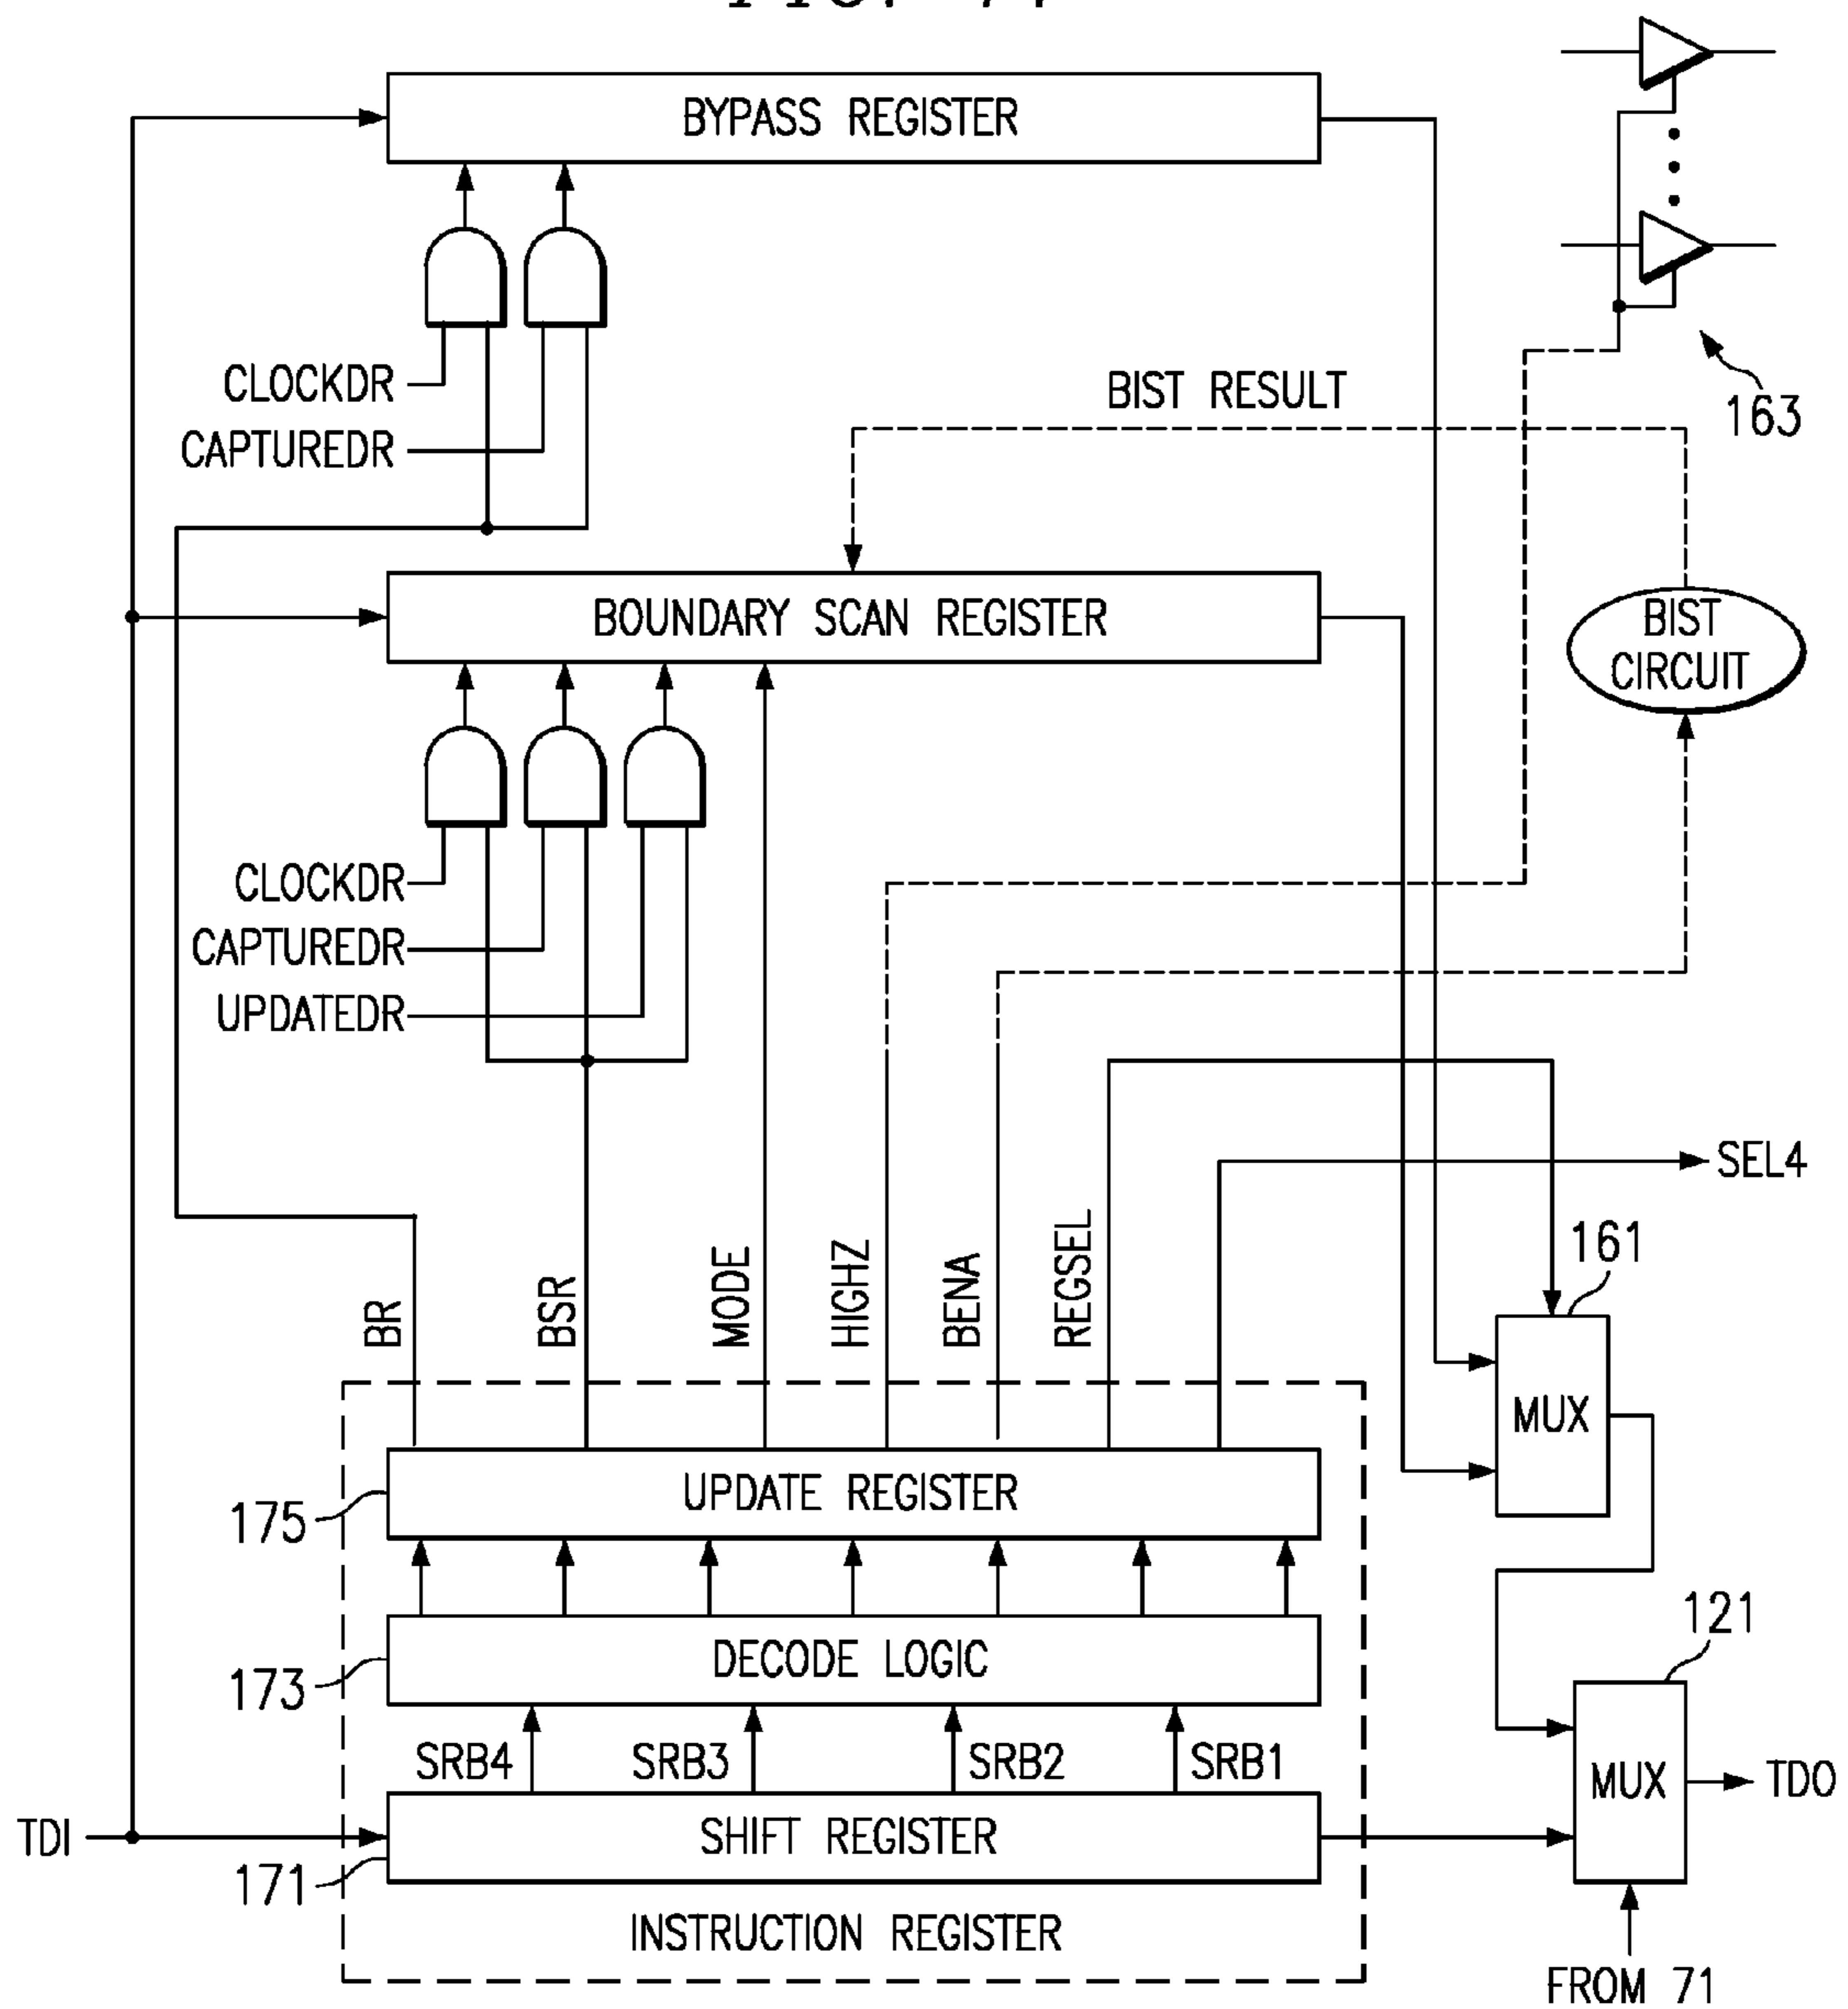 BYPASS REGISTER
CLOCKDR
CAPTUREDR
BIST RESULT
163
BOUNDARY SCAN REGISTER
BIST
CIRCUIT
CLOCKDR
CAPTUREDR
UPDATEDR
SEL4
161
BR
BSR
MODE
HIGHZ
BENA
REGSEL
MUX
UPDATE REGISTER
175
121
DECODE LOGIC
173
SRB4
SRB3
SRB2
SRB1
MUX
TDO
TDI
SHIFT REGISTER
171
INSTRUCTION REGISTER
FROM 71